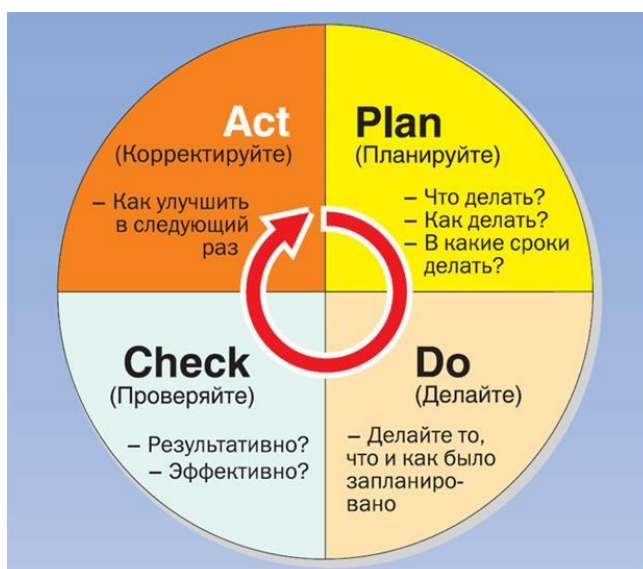 Act
(Корректируйте)
– Как улучшить
в следующий
раз
Plan
(Планируйте)
– Что делать?
– Как делать?
– В какие сроки
делать?
Check
(Проверяйте)
– Результативно?
– Эффективно?
Do
(Делайте)
– Делайте то,
что и как было
запланиро-
вано